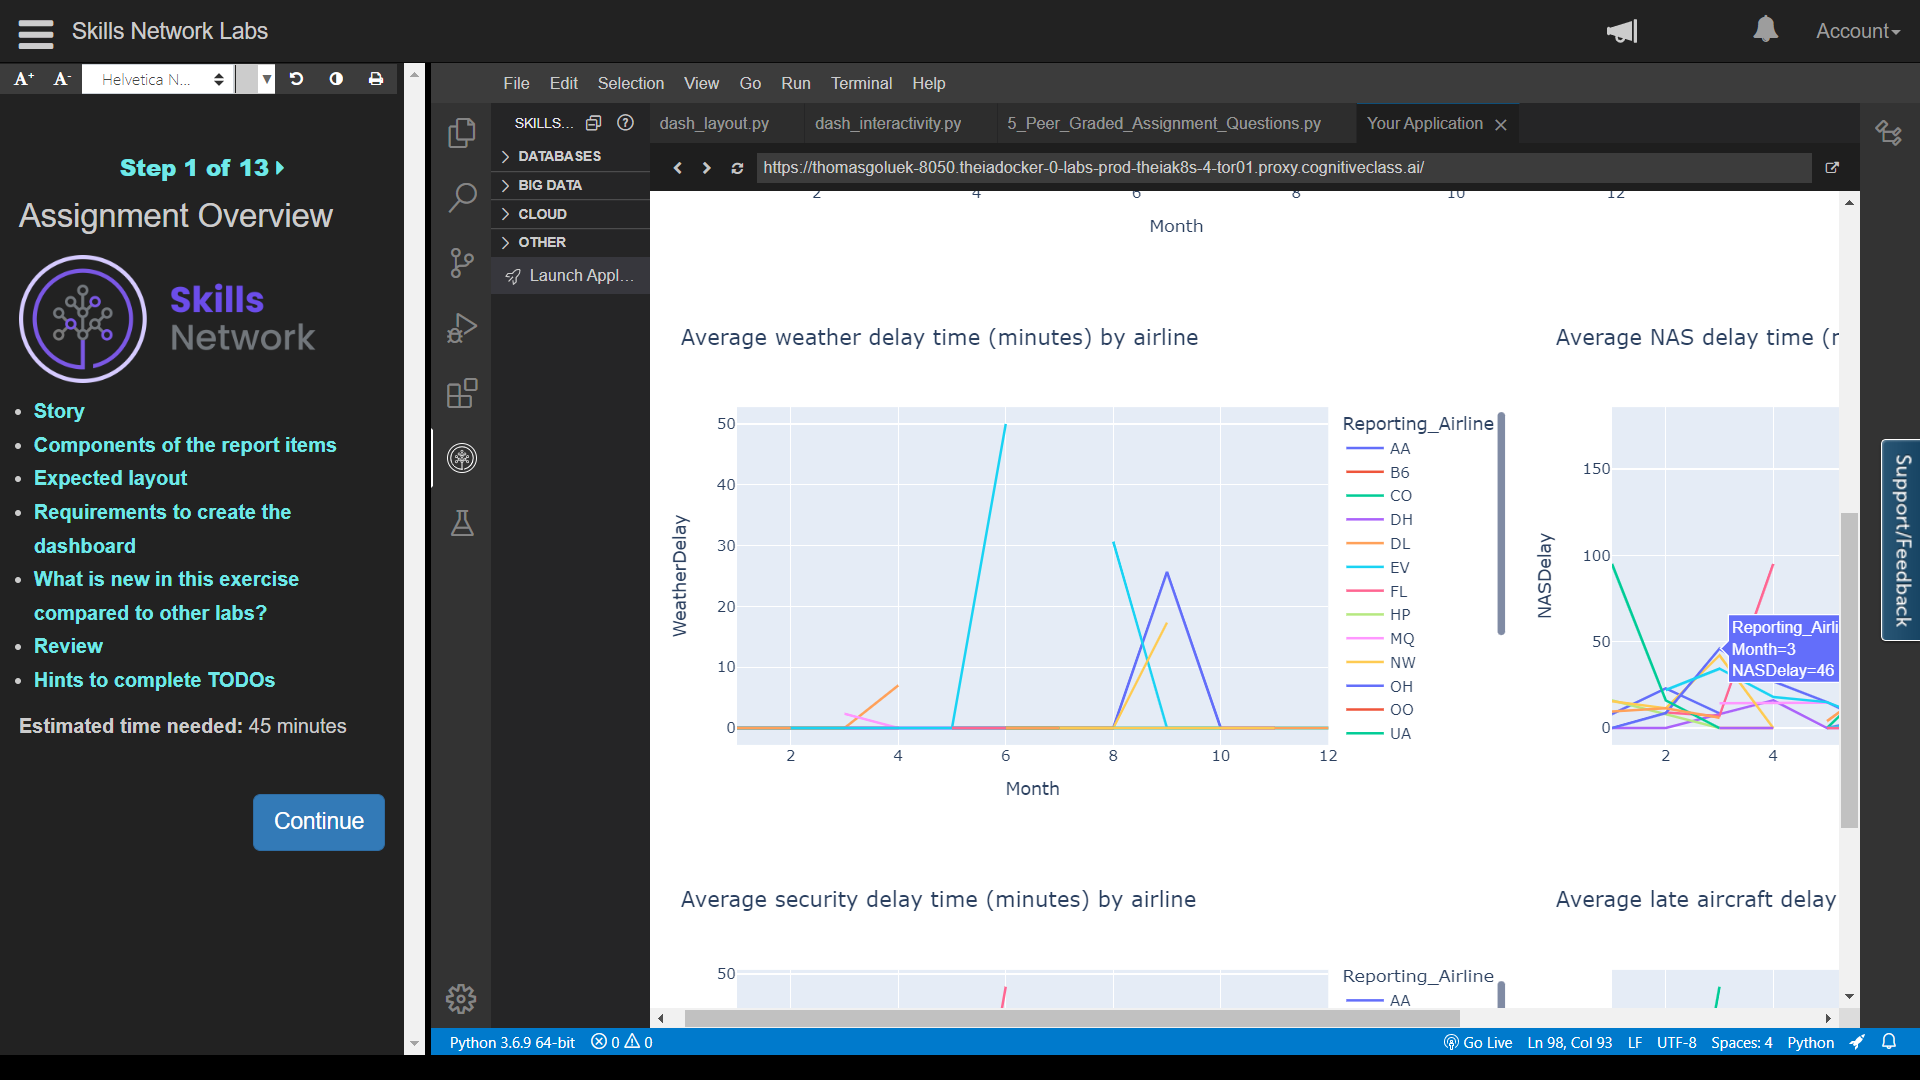 Skills Network Labs
Account
A+ A- Helvetica N...
Step 1 of 13
Assignment Overview
Skills
Network
Story
Components of the report items
Expected layout
Requirements to create the
dashboard
What is new in this exercise
compared to other labs?
Review
Hints to complete TODOs
Estimated time needed: 45 minutes
Continue
File Edit Selection View Go Run Terminal Help
SKILLS...
DATABASES
BIG DATA
CLOUD
OTHER
Launch Appl...
dash_layout.py dash_interactivity.py 5_Peer_Graded_Assignment_Questions.py Your Application
https://thomasgoluek-8050.theiadocker-0-labs-prod-theiak8s-4-tor01.proxy.cognitiveclass.ai/
2 4 6 8 10 12
Month
Average weather delay time (minutes) by airline
50
40
30
20
10
0
WeatherDelay
2 4 6 8 10 12
Month
Reporting_Airline
AA
B6
CO
DH
DL
EV
FL
HP
MQ
NW
OH
OO
UA
Average NAS delay time (
150
100
50
0
NASDelay
2 4
Reporting_Airli
Month=3
NASDelay=46
Average security delay time (minutes) by airline
50
Reporting_Airline
AA
Average late aircraft delay
Support/Feedback
Python 3.6.9 64-bit 0 0
Go Live Ln 98, Col 93 LF UTF-8 Spaces: 4 Python